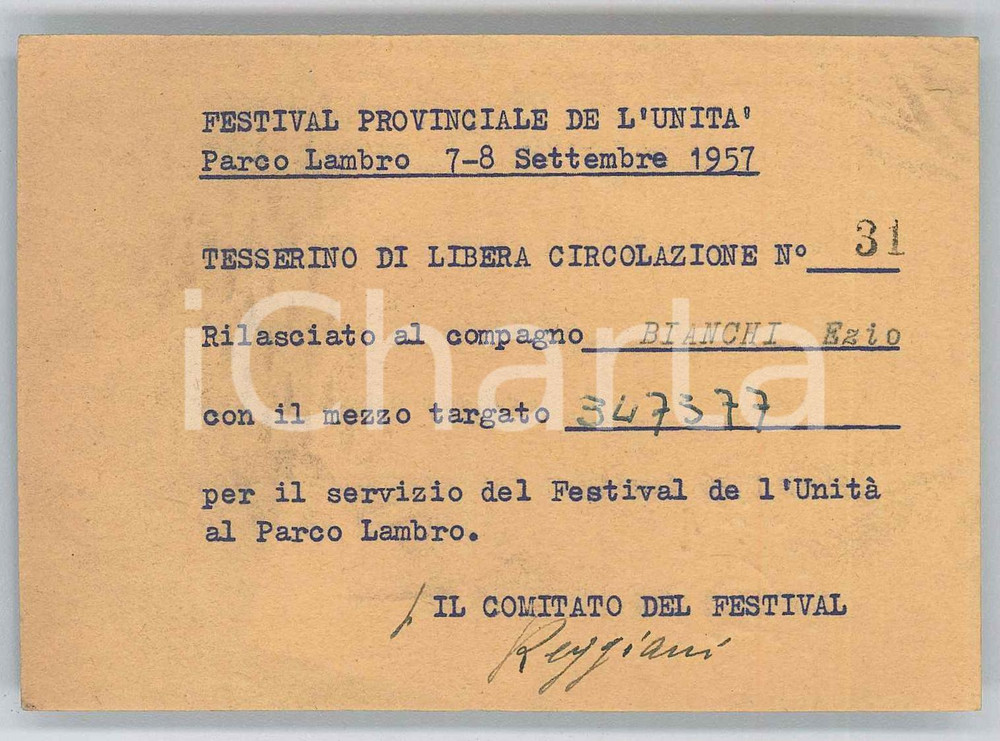 FESTIVAL PROVINCIALE DE L'UNITA'
Parco Lambro 7-8 Settembre 1957
TESSERINO DI LIBERA CIRCOLAZIONE N° 31
Rilasciato al compagno BIANCHI Ezio
iCharta
con il mezzo targato 347377
per il servizio del Festival de l'Unità
al Parco Lambro.
p. IL COMITATO DEL FESTIVAL
Reggiani